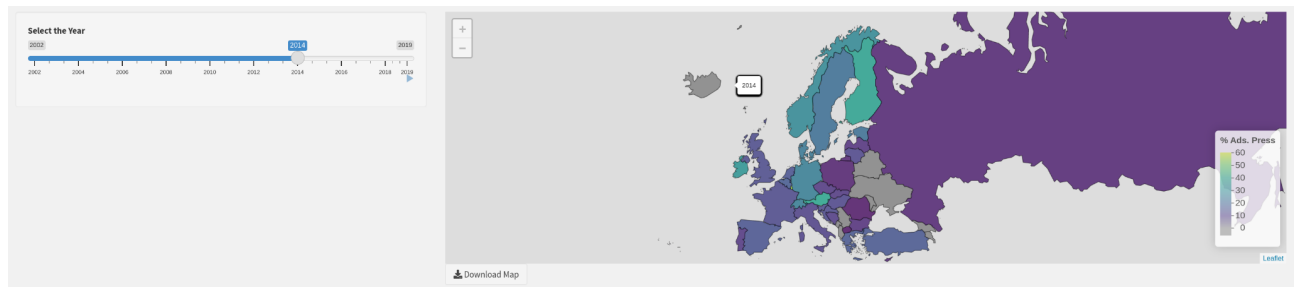 Select the Year
2002 2014 2019
2002 2004 2006 2008 2010 2012 2014 2016 2018 2019
+
−
2014
% Ads. Press
60
50
40
30
20
10
0
Leaflet
Download Map